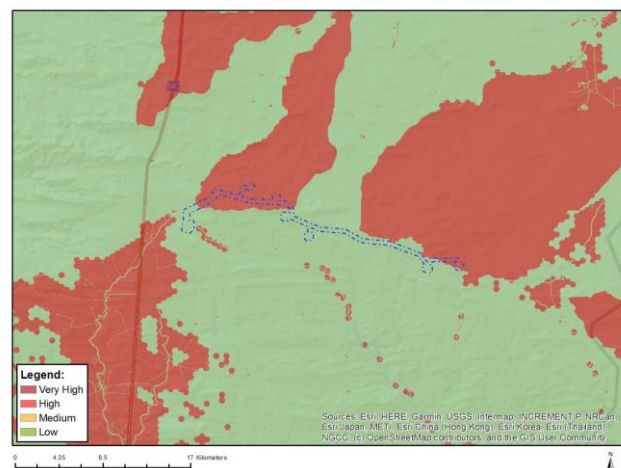 Legend:
Very High
High
Medium
Low
Sources: Esri, HERE, Garmin, USGS, Intermap, INCREMENT P, NRCan,
Esri Japan, METI, Esri China (Hong Kong), Esri Korea, Esri (Thailand),
NGCC, (c) OpenStreetMap contributors, and the GIS User Community
0 4.25 8.5 17 Kilometers
N